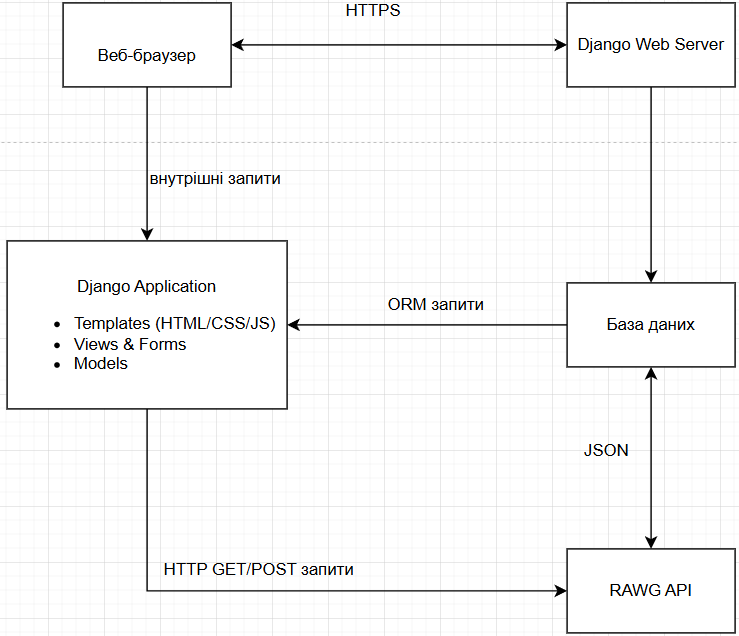 HTTPS
Веб-браузер
Django Web Server
внутрішні запити
Django Application
Templates (HTML/CSS/JS)
Views & Forms
Models
ORM запити
База даних
JSON
HTTP GET/POST запити
RAWG API